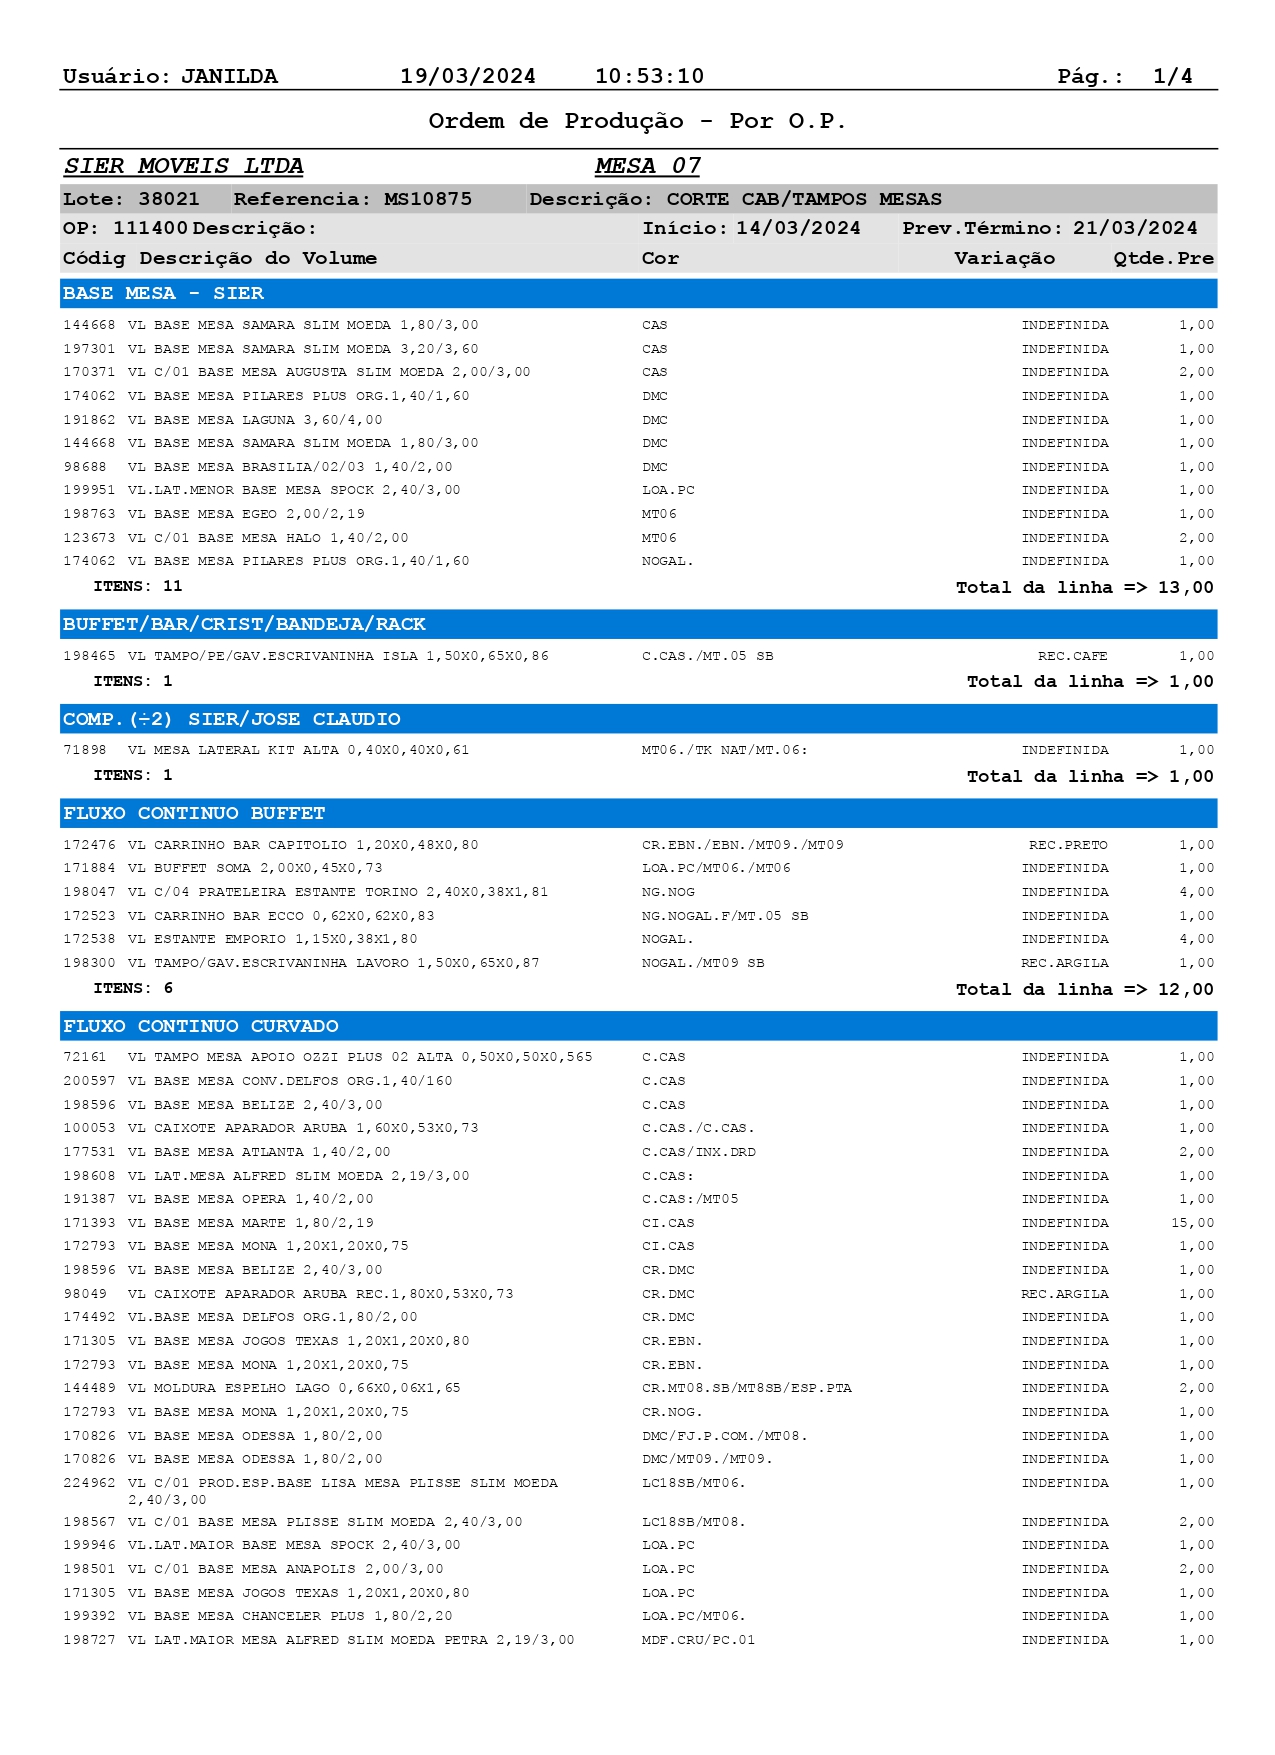 Usuário: JANILDA 19/03/2024 10:53:10 Pág.: 1/4
Ordem de Produção - Por O.P.
SIER MOVEIS LTDA MESA 07
Lote: 38021 Referencia: MS10875 Descrição: CORTE CAB/TAMPOS MESAS
OP: 111400 Descrição: Início: 14/03/2024 Prev.Término: 21/03/2024
Códig Descrição do Volume Cor Variação Qtde.Pre
BASE MESA - SIER
144668 VL BASE MESA SAMARA SLIM MOEDA 1,80/3,00 CAS INDEFINIDA 1,00
197301 VL BASE MESA SAMARA SLIM MOEDA 3,20/3,60 CAS INDEFINIDA 1,00
170371 VL C/01 BASE MESA AUGUSTA SLIM MOEDA 2,00/3,00 CAS INDEFINIDA 2,00
174062 VL BASE MESA PILARES PLUS ORG.1,40/1,60 DMC INDEFINIDA 1,00
191862 VL BASE MESA LAGUNA 3,60/4,00 DMC INDEFINIDA 1,00
144668 VL BASE MESA SAMARA SLIM MOEDA 1,80/3,00 DMC INDEFINIDA 1,00
98688 VL BASE MESA BRASILIA/02/03 1,40/2,00 DMC INDEFINIDA 1,00
199951 VL.LAT.MENOR BASE MESA SPOCK 2,40/3,00 LOA.PC INDEFINIDA 1,00
198763 VL BASE MESA EGEO 2,00/2,19 MT06 INDEFINIDA 1,00
123673 VL C/01 BASE MESA HALO 1,40/2,00 MT06 INDEFINIDA 2,00
174062 VL BASE MESA PILARES PLUS ORG.1,40/1,60 NOGAL. INDEFINIDA 1,00
ITENS: 11 Total da linha => 13,00
BUFFET/BAR/CRIST/BANDEJA/RACK
198465 VL TAMPO/PE/GAV.ESCRIVANINHA ISLA 1,50X0,65X0,86 C.CAS./MT.05 SB REC.CAFE 1,00
ITENS: 1 Total da linha => 1,00
COMP.(÷2) SIER/JOSE CLAUDIO
71898 VL MESA LATERAL KIT ALTA 0,40X0,40X0,61 MT06./TK NAT/MT.06: INDEFINIDA 1,00
ITENS: 1 Total da linha => 1,00
FLUXO CONTINUO BUFFET
172476 VL CARRINHO BAR CAPITOLIO 1,20X0,48X0,80 CR.EBN./EBN./MT09./MT09 REC.PRETO 1,00
171884 VL BUFFET SOMA 2,00X0,45X0,73 LOA.PC/MT06./MT06 INDEFINIDA 1,00
198047 VL C/04 PRATELEIRA ESTANTE TORINO 2,40X0,38X1,81 NG.NOG INDEFINIDA 4,00
172523 VL CARRINHO BAR ECCO 0,62X0,62X0,83 NG.NOGAL.F/MT.05 SB INDEFINIDA 1,00
172538 VL ESTANTE EMPORIO 1,15X0,38X1,80 NOGAL. INDEFINIDA 4,00
198300 VL TAMPO/GAV.ESCRIVANINHA LAVORO 1,50X0,65X0,87 NOGAL./MT09 SB REC.ARGILA 1,00
ITENS: 6 Total da linha => 12,00
FLUXO CONTINUO CURVADO
72161 VL TAMPO MESA APOIO OZZI PLUS 02 ALTA 0,50X0,50X0,565 C.CAS INDEFINIDA 1,00
200597 VL BASE MESA CONV.DELFOS ORG.1,40/160 C.CAS INDEFINIDA 1,00
198596 VL BASE MESA BELIZE 2,40/3,00 C.CAS INDEFINIDA 1,00
100053 VL CAIXOTE APARADOR ARUBA 1,60X0,53X0,73 C.CAS./C.CAS. INDEFINIDA 1,00
177531 VL BASE MESA ATLANTA 1,40/2,00 C.CAS/INX.DRD INDEFINIDA 2,00
198608 VL LAT.MESA ALFRED SLIM MOEDA 2,19/3,00 C.CAS: INDEFINIDA 1,00
191387 VL BASE MESA OPERA 1,40/2,00 C.CAS:/MT05 INDEFINIDA 1,00
171393 VL BASE MESA MARTE 1,80/2,19 CI.CAS INDEFINIDA 15,00
172793 VL BASE MESA MONA 1,20X1,20X0,75 CI.CAS INDEFINIDA 1,00
198596 VL BASE MESA BELIZE 2,40/3,00 CR.DMC INDEFINIDA 1,00
98049 VL CAIXOTE APARADOR ARUBA REC.1,80X0,53X0,73 CR.DMC REC.ARGILA 1,00
174492 VL.BASE MESA DELFOS ORG.1,80/2,00 CR.DMC INDEFINIDA 1,00
171305 VL BASE MESA JOGOS TEXAS 1,20X1,20X0,80 CR.EBN. INDEFINIDA 1,00
172793 VL BASE MESA MONA 1,20X1,20X0,75 CR.EBN. INDEFINIDA 1,00
144489 VL MOLDURA ESPELHO LAGO 0,66X0,06X1,65 CR.MT08.SB/MT8SB/ESP.PTA INDEFINIDA 2,00
172793 VL BASE MESA MONA 1,20X1,20X0,75 CR.NOG. INDEFINIDA 1,00
170826 VL BASE MESA ODESSA 1,80/2,00 DMC/FJ.P.COM./MT08. INDEFINIDA 1,00
170826 VL BASE MESA ODESSA 1,80/2,00 DMC/MT09./MT09. INDEFINIDA 1,00
224962 VL C/01 PROD.ESP.BASE LISA MESA PLISSE SLIM MOEDA LC18SB/MT06. INDEFINIDA 1,00
2,40/3,00
198567 VL C/01 BASE MESA PLISSE SLIM MOEDA 2,40/3,00 LC18SB/MT08. INDEFINIDA 2,00
199946 VL.LAT.MAIOR BASE MESA SPOCK 2,40/3,00 LOA.PC INDEFINIDA 1,00
198501 VL C/01 BASE MESA ANAPOLIS 2,00/3,00 LOA.PC INDEFINIDA 2,00
171305 VL BASE MESA JOGOS TEXAS 1,20X1,20X0,80 LOA.PC INDEFINIDA 1,00
199392 VL BASE MESA CHANCELER PLUS 1,80/2,20 LOA.PC/MT06. INDEFINIDA 1,00
198727 VL LAT.MAIOR MESA ALFRED SLIM MOEDA PETRA 2,19/3,00 MDF.CRU/PC.01 INDEFINIDA 1,00